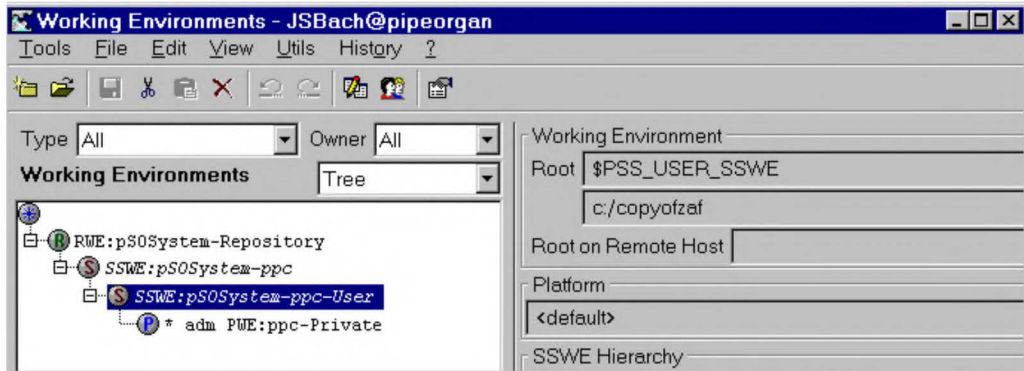 Working Environments - JSBach@pipeorgan
Tools File Edit View Utils History ?
Type All Owner All
Working Environments Tree
R RWE:pSOSystem-Repository
S SSWE:pSOSystem-ppc
S SSWE:pSOSystem-ppc-User
P * adm PWE:ppc-Private
Working Environment
Root $PSS_USER_SSWE
c:/copyofzaf
Root on Remote Host
Platform
<default>
SSWE Hierarchy